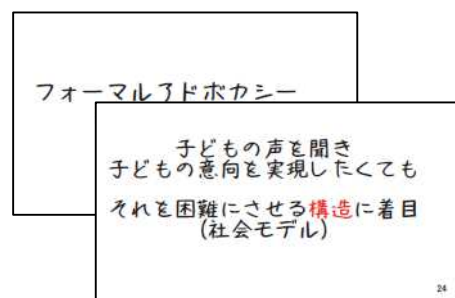 フォーマルアドボカシー
子どもの声を聞き
子どもの意向を実現したくても
それを困難にさせる構造に着目
(社会モデル)
24